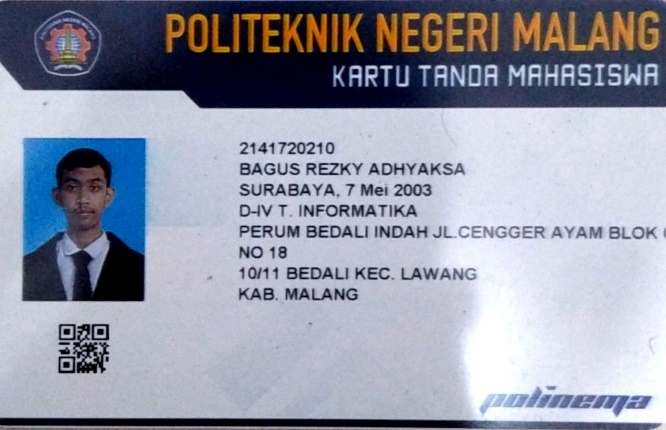 POLITEKNIK NEGERI MALANG
KARTU TANDA MAHASISWA
2141720210
BAGUS REZKY ADHYAKSA
SURABAYA, 7 Mei 2003
D-IV T. INFORMATIKA
PERUM BEDALI INDAH JL.CENGGER AYAM BLOK
NO 18
10/11 BEDALI KEC. LAWANG
KAB. MALANG
polinema